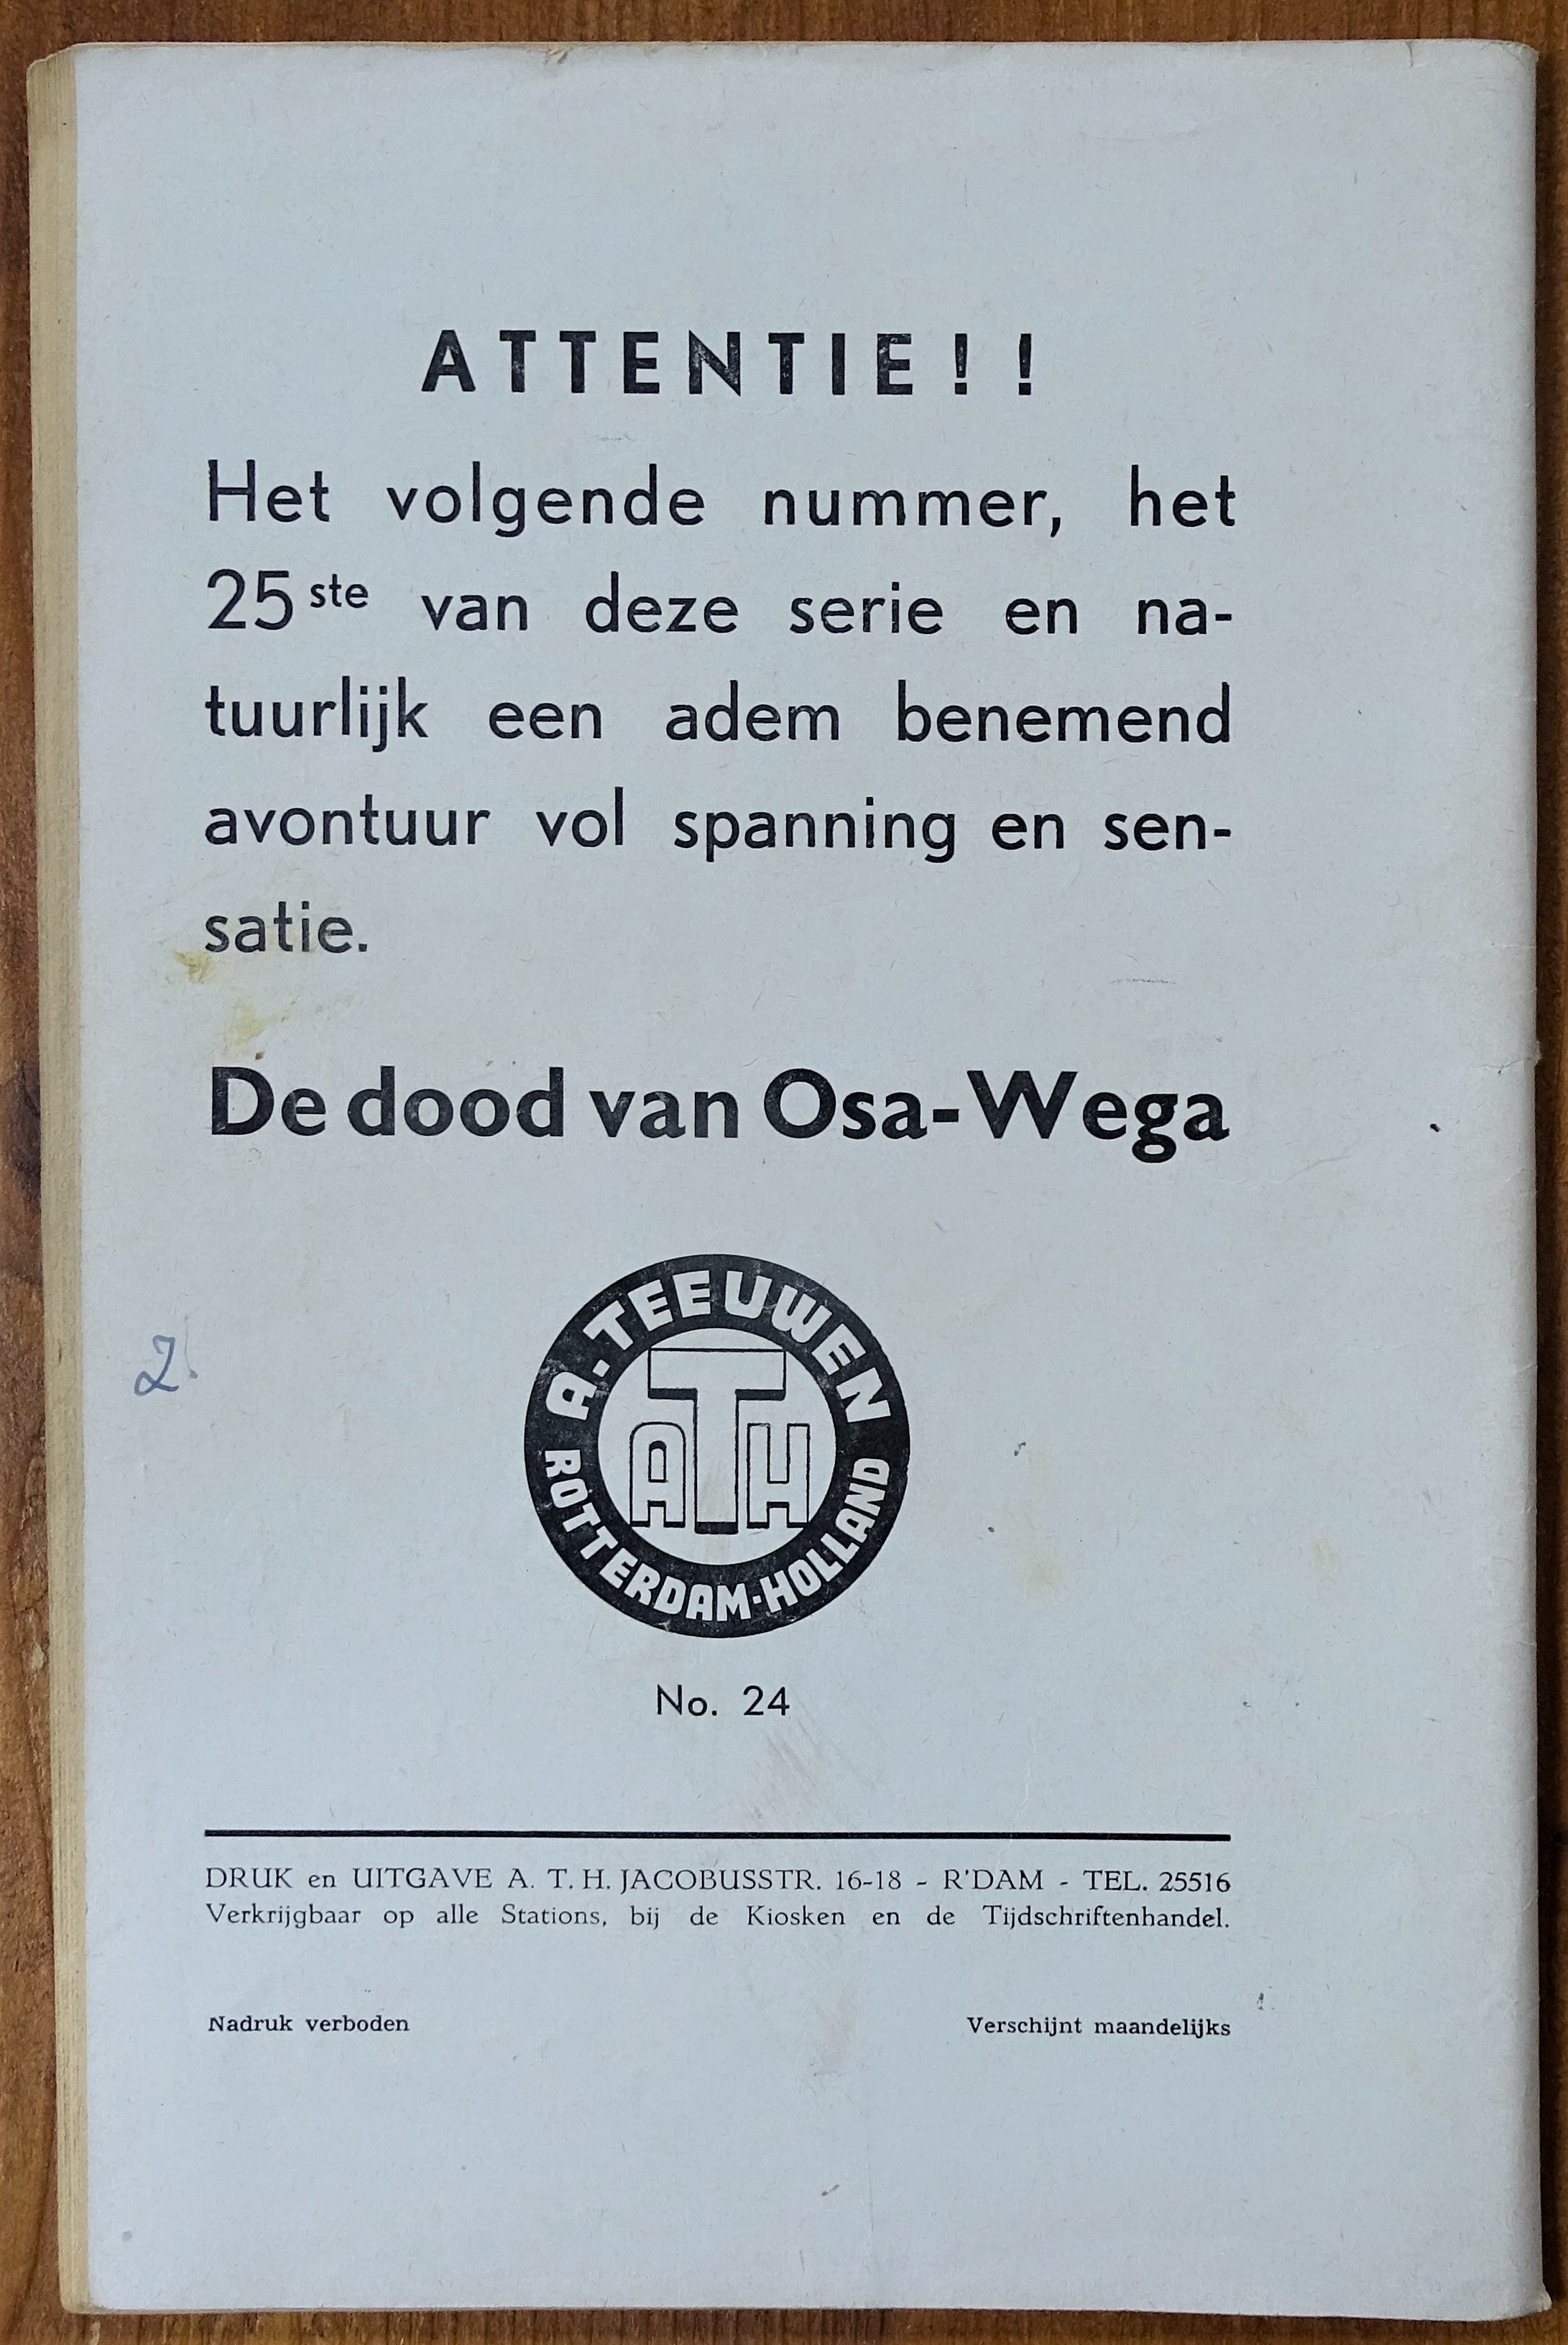 ATTENTIE!!
Het volgende nummer, het
25ste van deze serie en na-
tuurlijk een adem benemend
avontuur vol spanning en sen-
satie.
De dood van Osa-Wega
A. TEEUWEN
ATH
ROTTERDAM-HOLLAND
2.
No. 24
DRUK en UITGAVE A. T. H. JACOBUSSTR. 16-18 - R'DAM - TEL. 25516
Verkrijgbaar op alle Stations, bij de Kiosken en de Tijdschriftenhandel.
Nadruk verboden
Verschijnt maandelijks